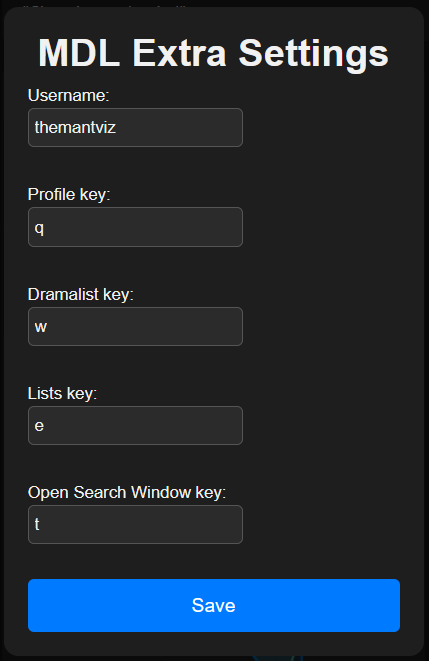 MDL Extra Settings
Username:
themantviz
Profile key:
q
Dramalist key:
w
Lists key:
e
Open Search Window key:
t
Save